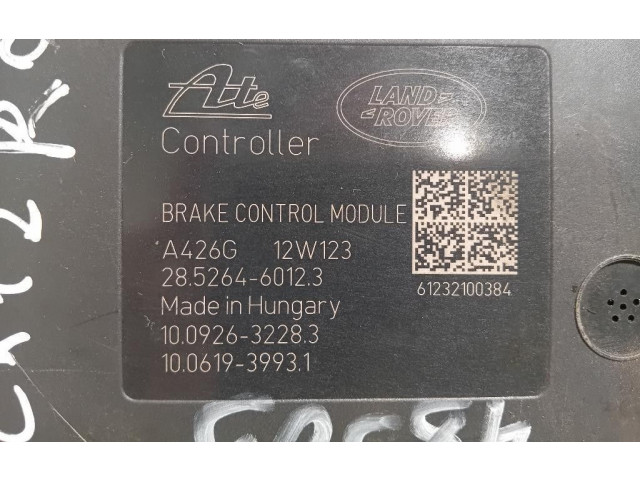 Ate
LAND
ROVER
Controller
BRAKE CONTROL MODULE
A426G 12W123
28.5264-6012.3
61232100384
Made in Hungary
10.0926-3228.3
10.0619-3993.1